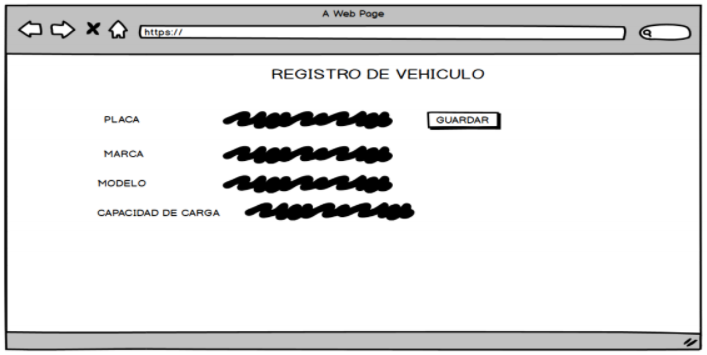 A Web Page
https://
REGISTRO DE VEHICULO
PLACA
GUARDAR
MARCA
MODELO
CAPACIDAD DE CARGA